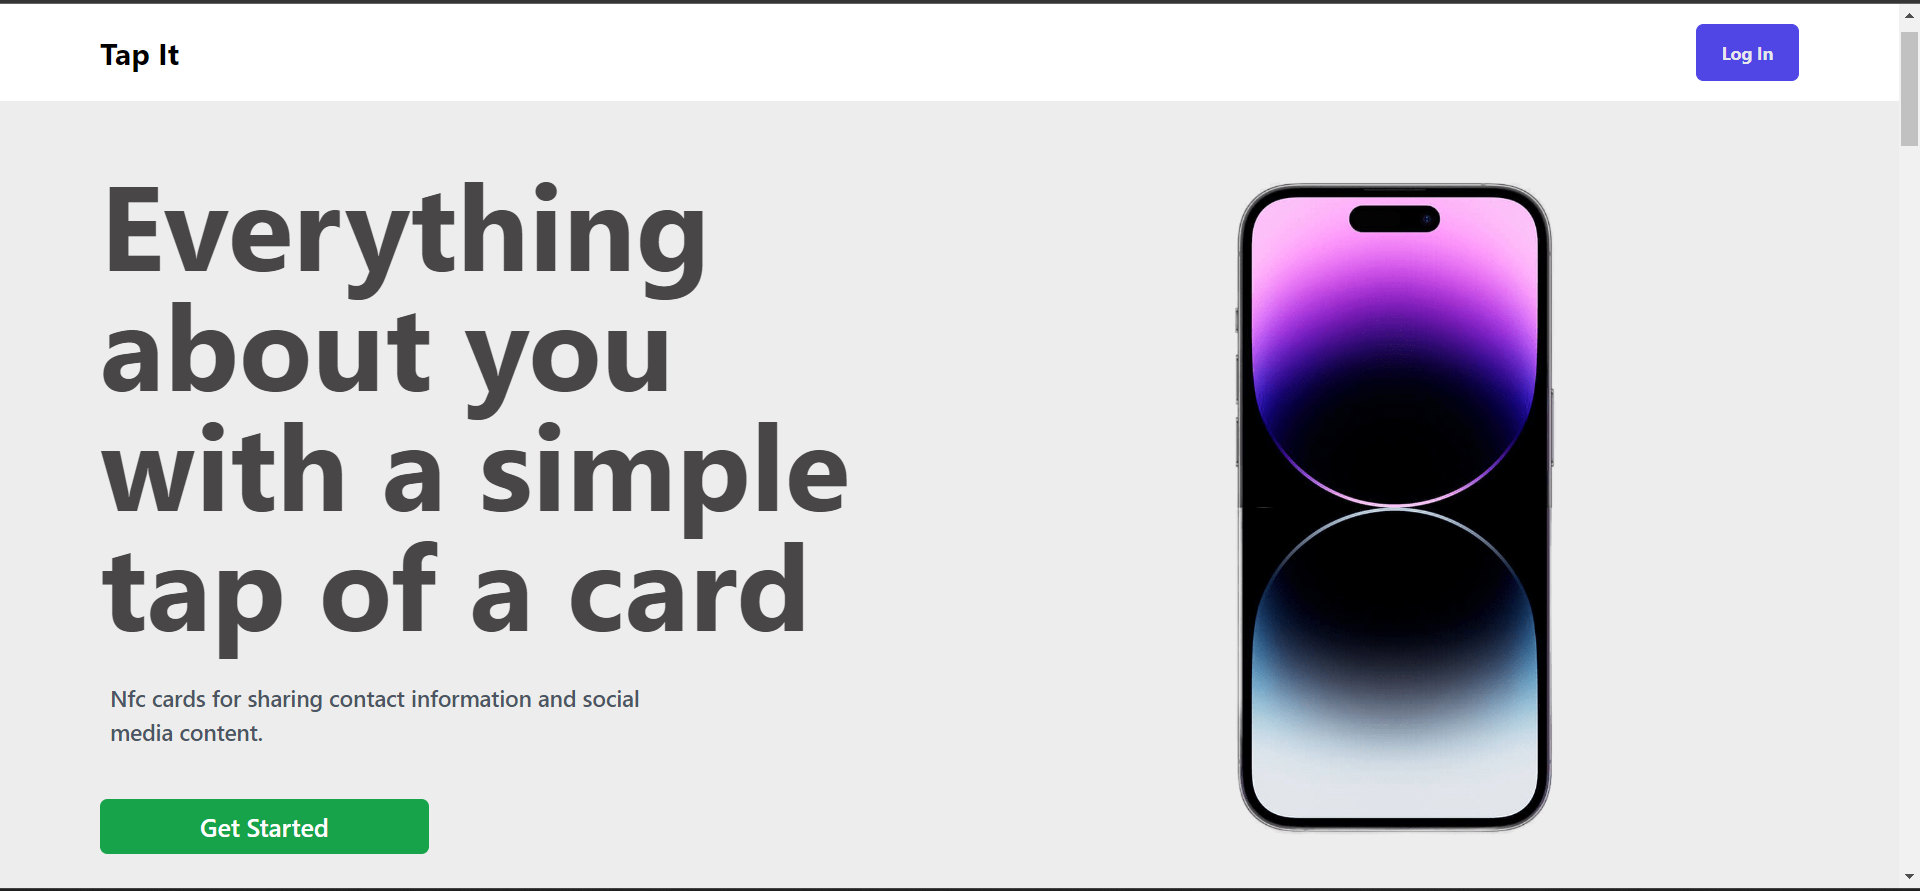 Tap It
Log In
Everything
about you
with a simple
tap of a card
Nfc cards for sharing contact information and social
media content.
Get Started